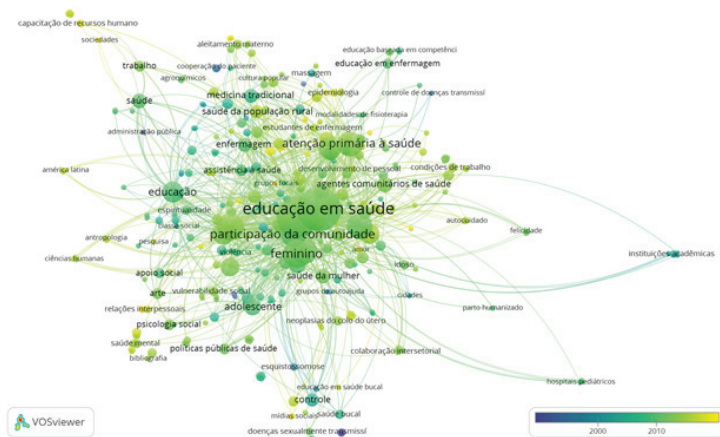 capacitação de recursos humano
sociedades
aleitamento materno
educação baseada em competênci
trabalho
cooperação do paciente
massagem
educação em enfermagem
agroquímicos
cultura popular
saúde
medicina tradicional
epidemiologia
controle de doenças transmissí
saúde da população rural
modalidades de fisioterapia
administração pública
estudantes de enfermagem
enfermagem
atenção primária à saúde
américa latina
assistência à saúde
desenvolvimento de pessoal
condições de trabalho
grupos focais
agentes comunitários de saúde
educação
espiritualidade
educação em saúde
classe social
autocuidado
antropologia
pesquisa
participação da comunidade
felicidade
violência
feminino
amor
instituições acadêmicas
ciências humanas
idoso
apoio social
saúde da mulher
arte
vulnerabilidade social
grupos de autoajuda
cidades
relações interpessoais
adolescente
parto humanizado
psicologia social
neoplasias do colo do útero
saúde mental
políticas públicas de saúde
colaboração intersetorial
bibliografia
esquistossomose
hospitais pediátricos
educação em saúde bucal
controle
mídias sociais
saúde bucal
doenças sexualmente transmissí
VOSviewer
2000
2010